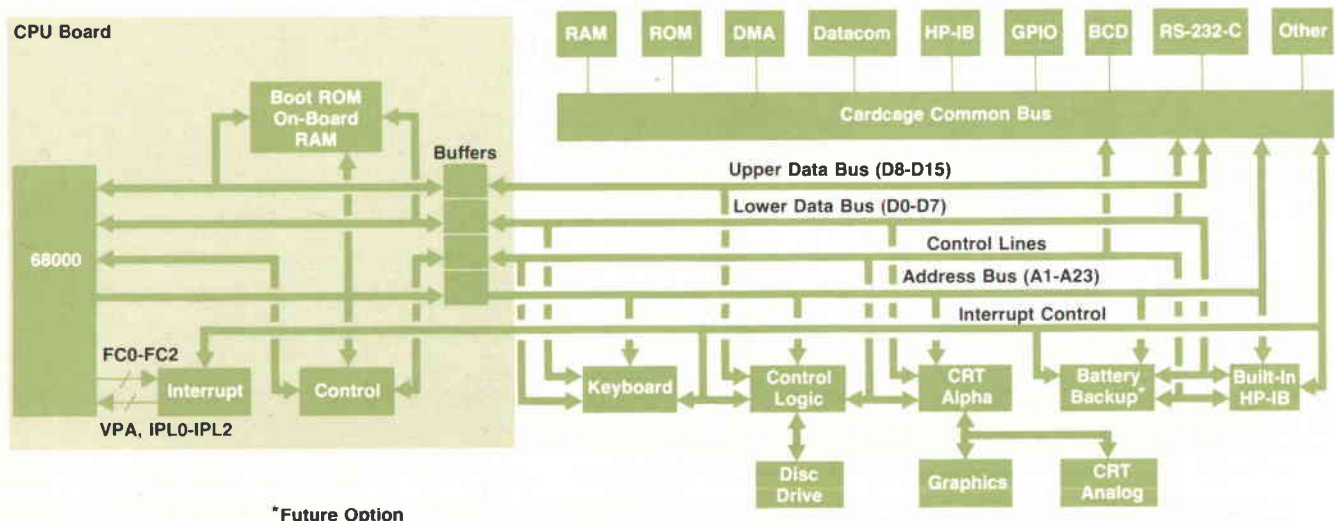 CPU Board
RAM
ROM
DMA
Datacom
HP-IB
GPIO
BCD
RS-232-C
Other
Boot ROM
On-Board
RAM
Cardcage Common Bus
Buffers
Upper Data Bus (D8-D15)
Lower Data Bus (D0-D7)
Control Lines
68000
Address Bus (A1-A23)
Interrupt Control
FC0-FC2
Interrupt
Control
Keyboard
Control
Logic
CRT
Alpha
Battery
Backup*
Built-In
HP-IB
VPA, IPL0-IPL2
Disc
Drive
Graphics
CRT
Analog
*Future Option